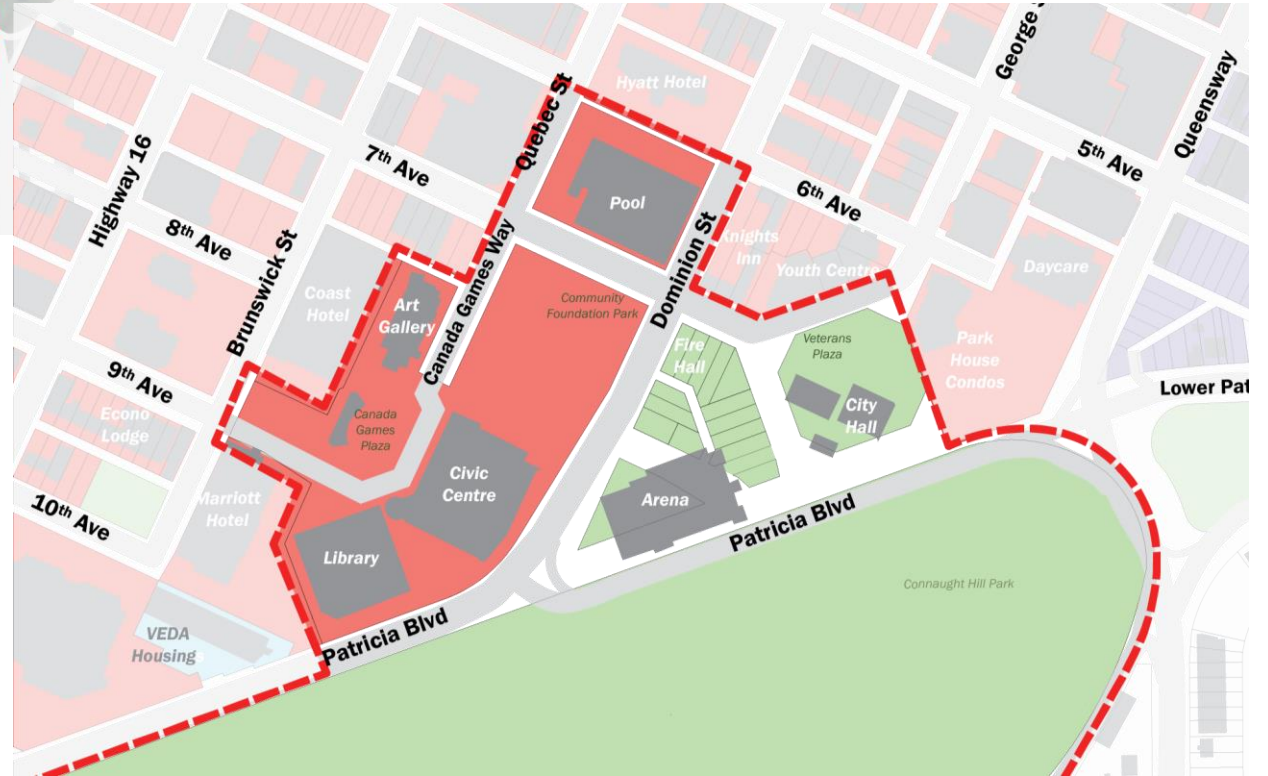 George
Queensway
Hyatt Hotel
Quebec St
5th Ave
Highway 16
7th Ave
6th Ave
Pool
8th Ave
Brunswick St
Canada Games Way
Dominion St
Knights
Inn
Youth Centre
Daycare
Coast
Hotel
Art
Gallery
Community
Foundation Park
Fire
Hall
Veterans
Plaza
Park
House
Condos
9th Ave
Econo
Lodge
Canada
Games
Plaza
City
Hall
Lower Pat
Civic
Centre
Marriott
Hotel
Arena
10th Ave
Library
Patricia Blvd
Connaught Hill Park
VEDA
Housing
Patricia Blvd